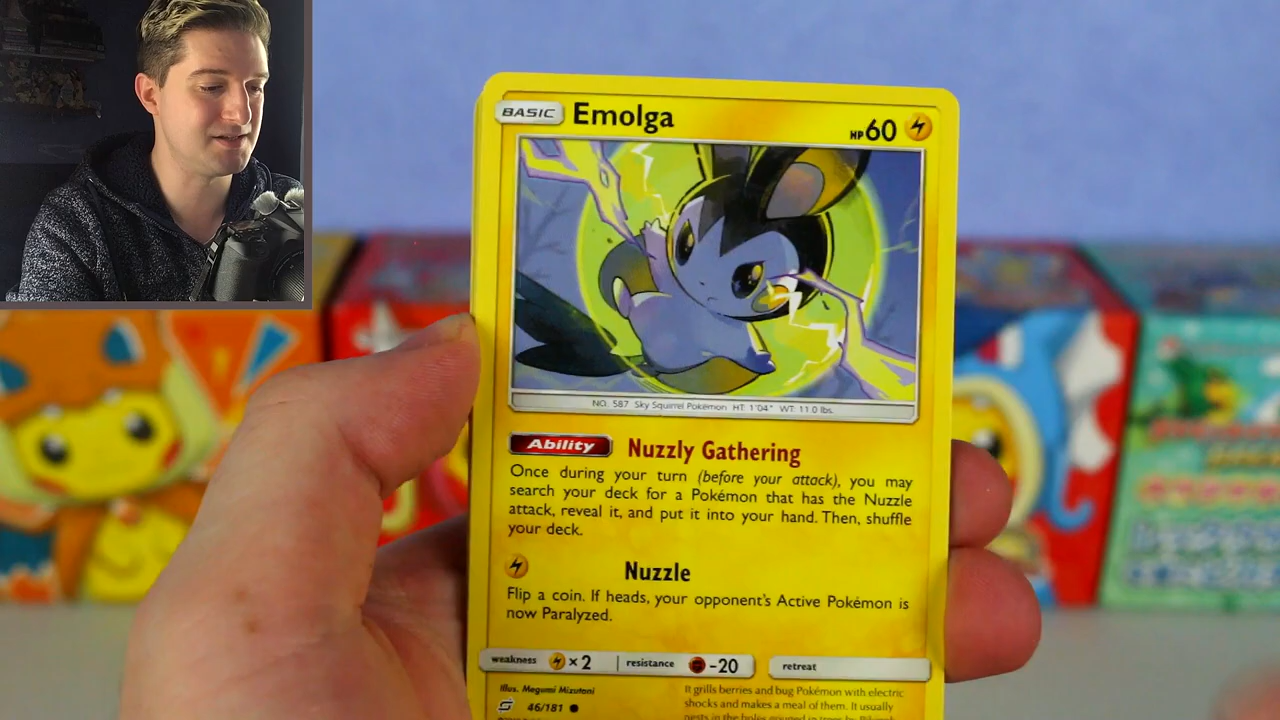 BASIC Emolga HP60
NO. 587 Sky Squirrel Pokémon HT: 1'04" WT: 11.0 lbs.
Ability Nuzzly Gathering
Once during your turn (before your attack), you may
search your deck for a Pokémon that has the Nuzzle
attack, reveal it, and put it into your hand. Then, shuffle
your deck.
Nuzzle
Flip a coin. If heads, your opponent's Active Pokémon is
now Paralyzed.
weakness ×2 resistance -20 retreat
Illus. Megumi Mizutani
46/181
It grills berries and bug Pokémon with electric
shocks and makes a meal of them. It usually